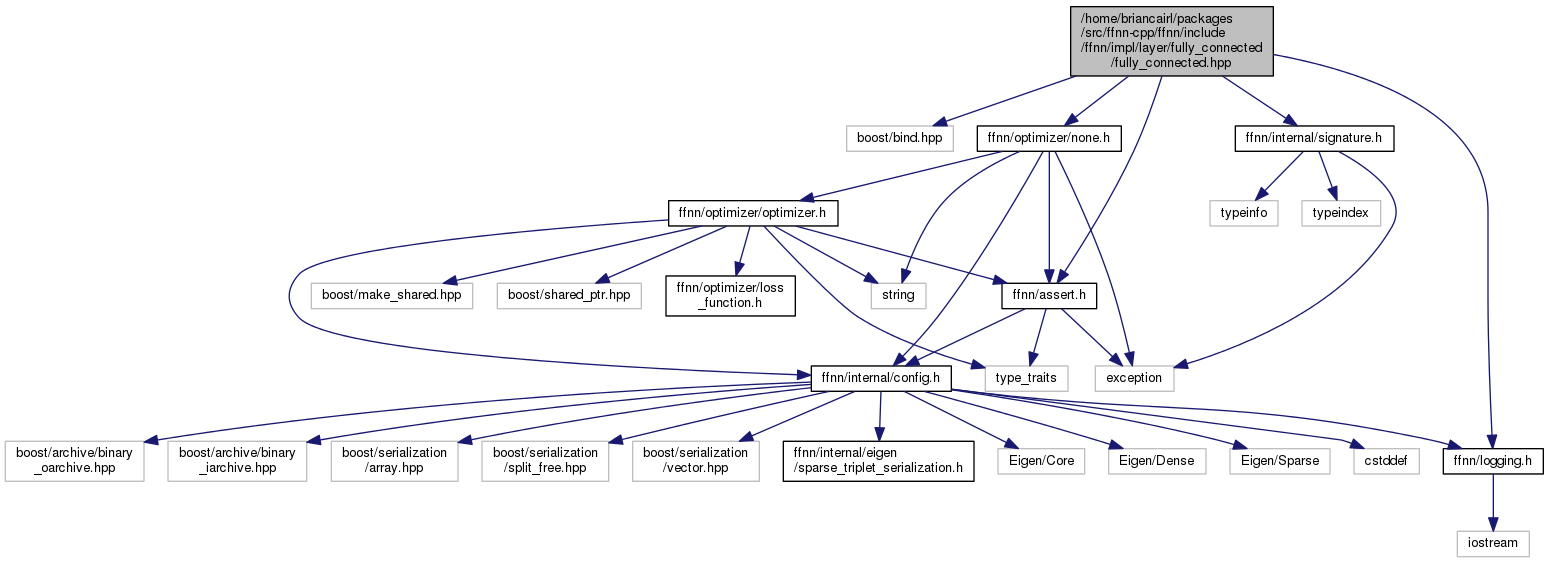 /home/briancairl/packages
/src/ffnn-cpp/ffnn/include
/ffnn/impl/layer/fully_connected
/fully_connected.hpp
boost/bind.hpp
ffnn/optimizer/none.h
ffnn/internal/signature.h
ffnn/optimizer/optimizer.h
typeinfo
typeindex
boost/make_shared.hpp
boost/shared_ptr.hpp
ffnn/optimizer/loss
_function.h
string
ffnn/assert.h
ffnn/internal/config.h
type_traits
exception
boost/archive/binary
_oarchive.hpp
boost/archive/binary
_iarchive.hpp
boost/serialization
/array.hpp
boost/serialization
/split_free.hpp
boost/serialization
/vector.hpp
ffnn/internal/eigen
/sparse_triplet_serialization.h
Eigen/Core
Eigen/Dense
Eigen/Sparse
cstddef
ffnn/logging.h
iostream